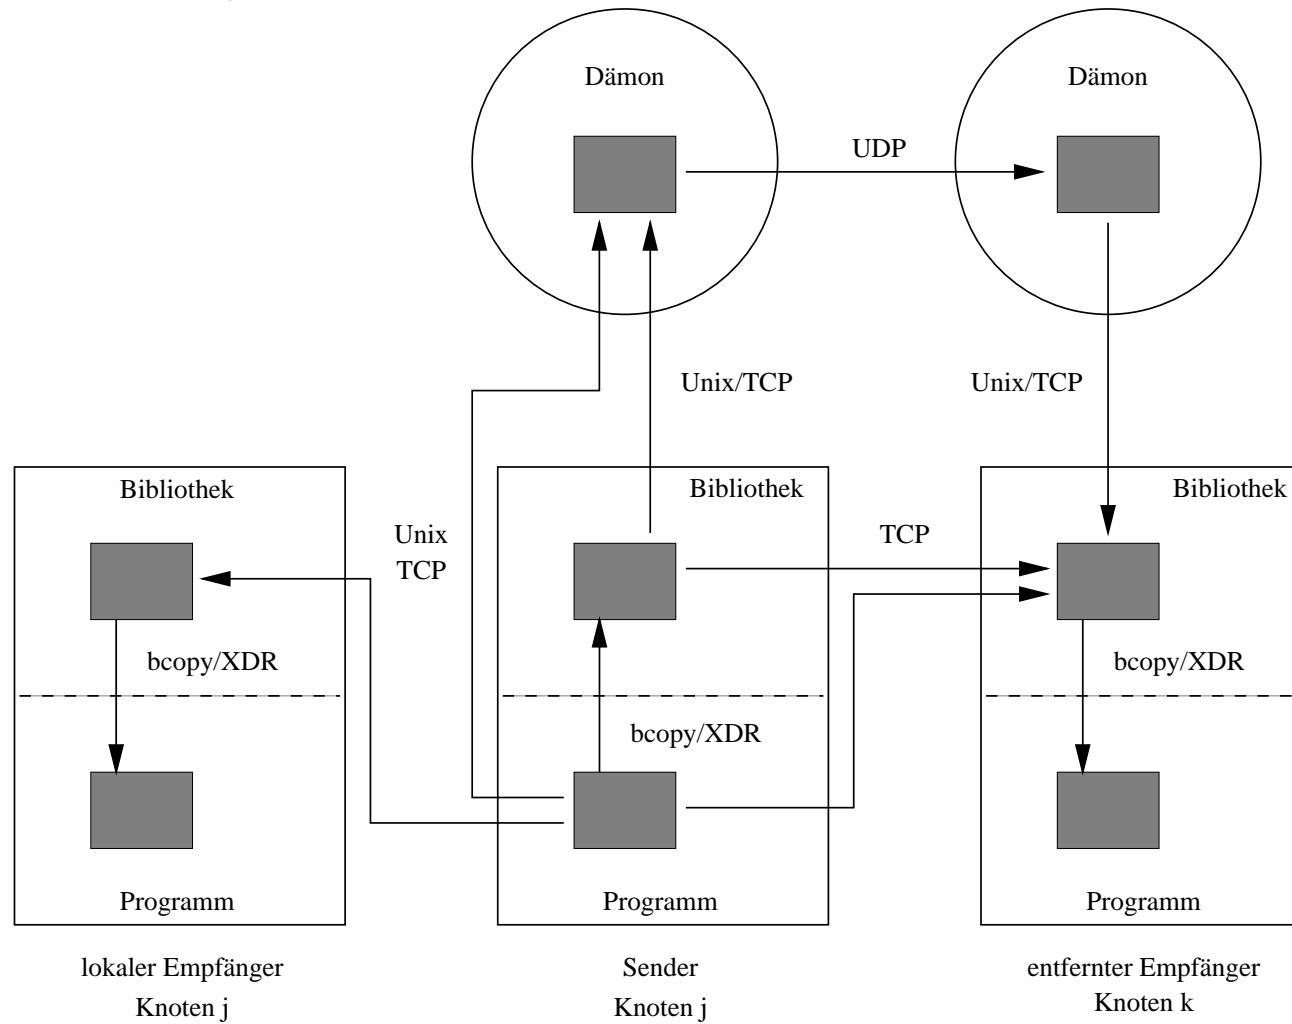 Dämon
Dämon
UDP
Unix/TCP
Unix/TCP
Bibliothek
Bibliothek
Bibliothek
Unix
TCP
TCP
bcopy/XDR
bcopy/XDR
bcopy/XDR
Programm
Programm
Programm
lokaler Empfänger
Knoten j
Sender
Knoten j
entfernter Empfänger
Knoten k